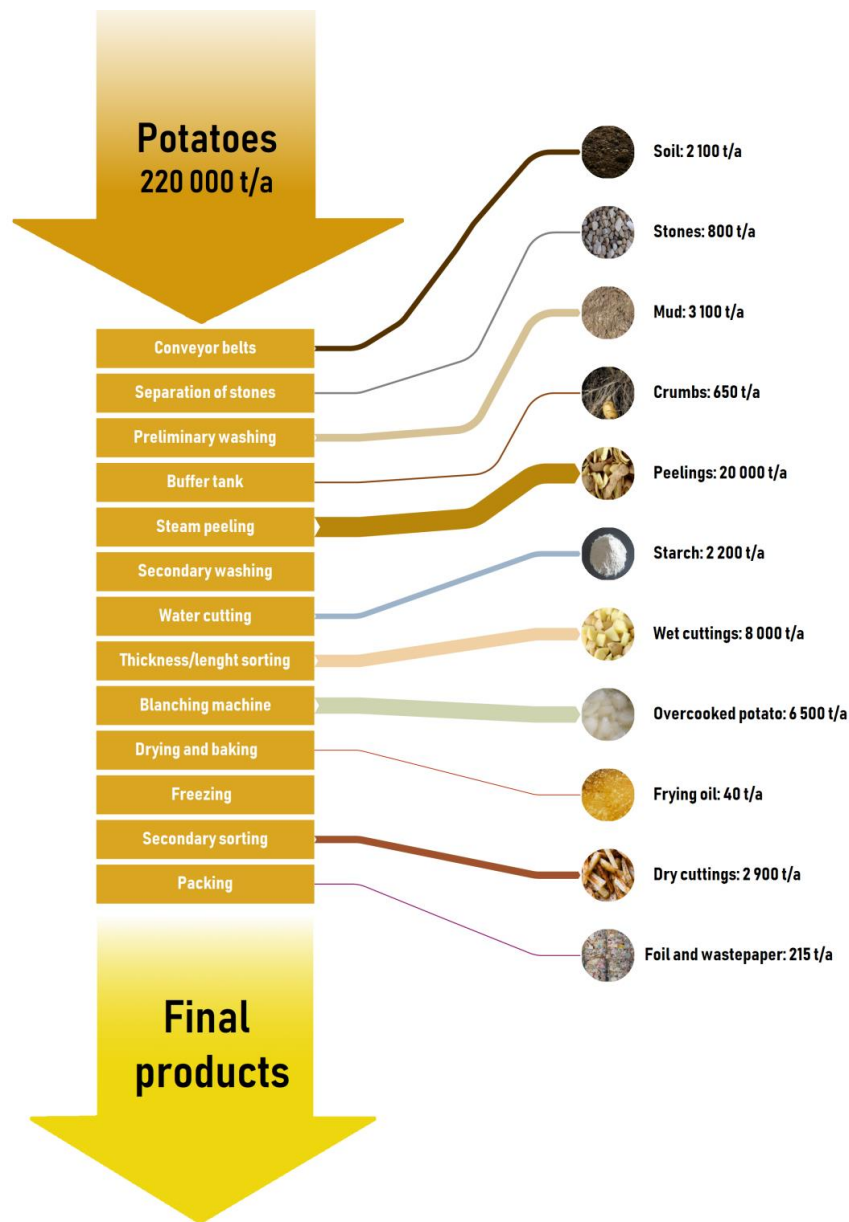 Potatoes
220 000 t/a
Soil: 2 100 t/a
Stones: 800 t/a
Mud: 3 100 t/a
Conveyor belts
Separation of stones
Crumbs: 650 t/a
Preliminary washing
Buffer tank
Peelings: 20 000 t/a
Steam peeling
Starch: 2 200 t/a
Secondary washing
Water cutting
Wet cuttings: 8 000 t/a
Thickness/lenght sorting
Blanching machine
Overcooked potato: 6 500 t/a
Drying and baking
Frying oil: 40 t/a
Freezing
Secondary sorting
Dry cuttings: 2 900 t/a
Packing
Foil and wastepaper: 215 t/a
Final
products